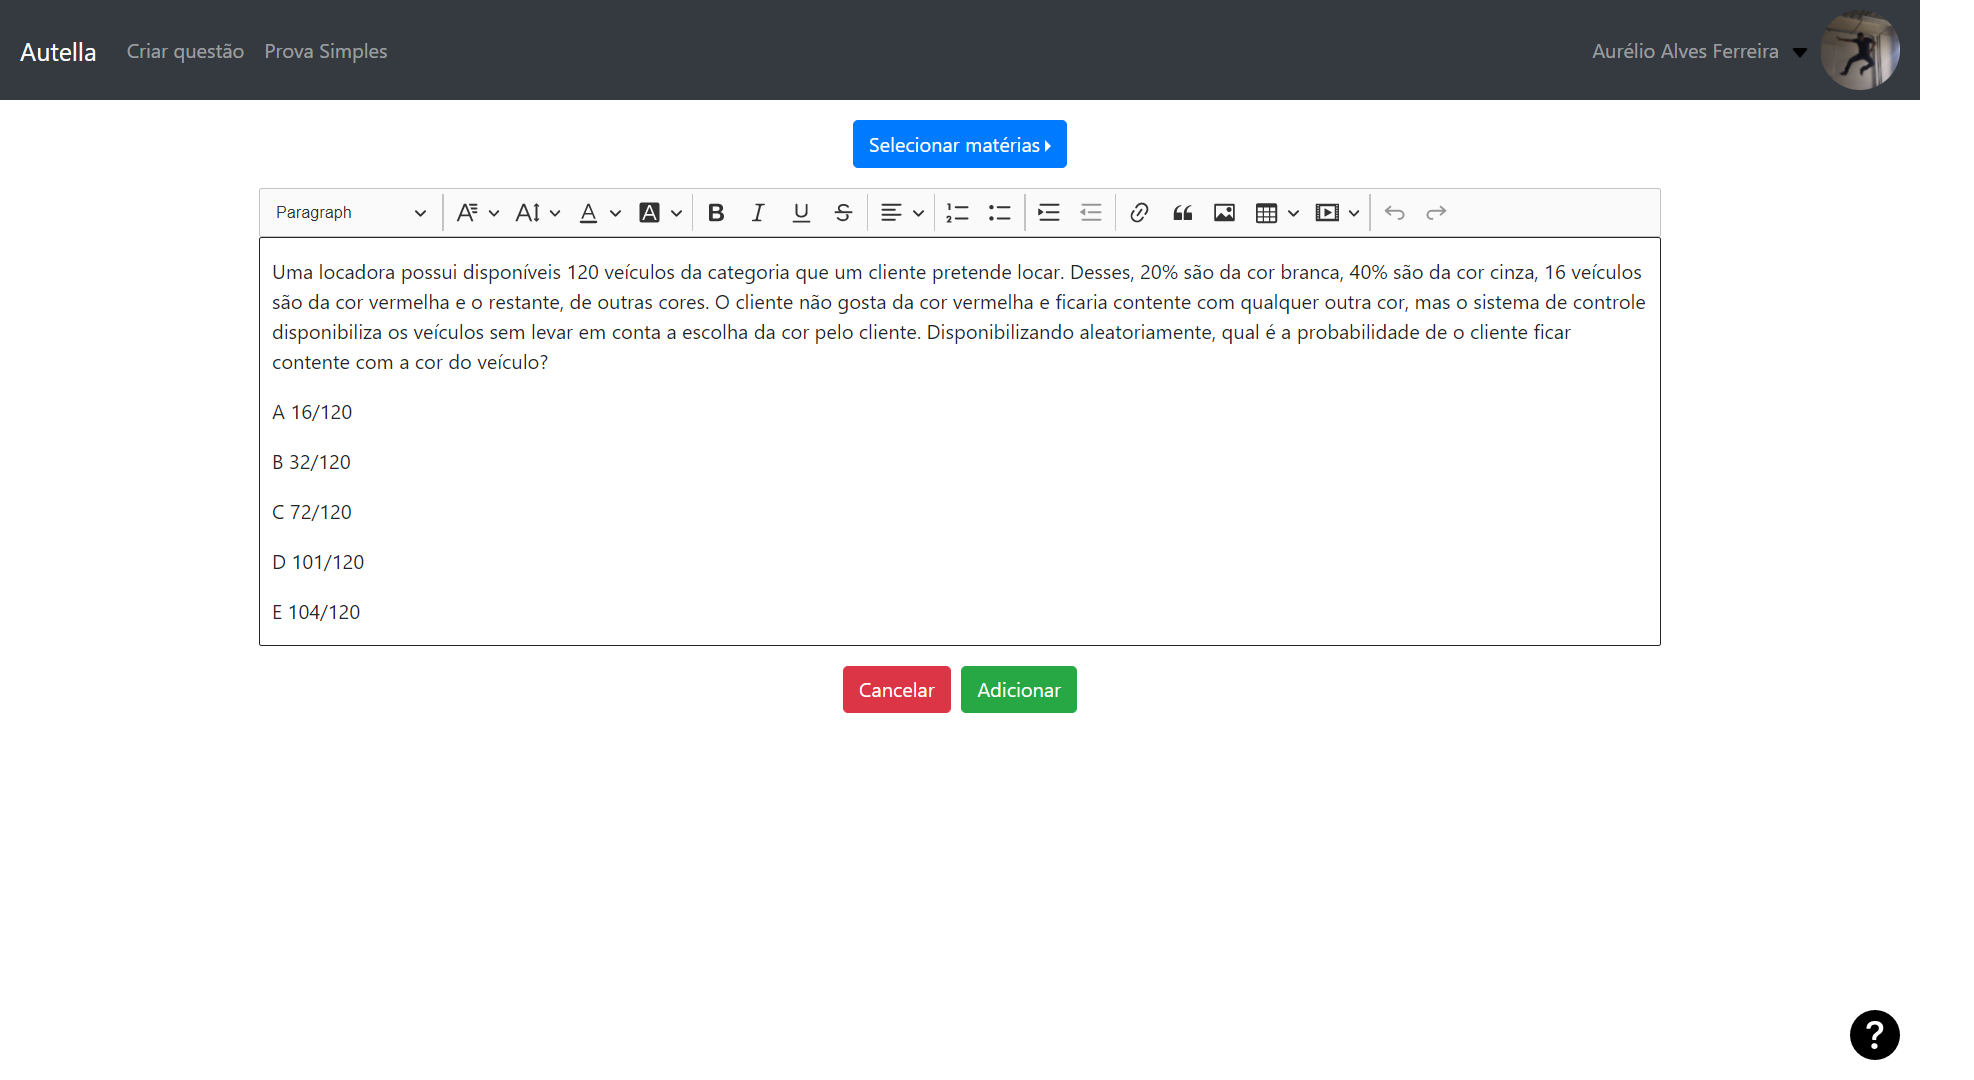 Autella Criar questão Prova Simples Aurélio Alves Ferreira
Selecionar matérias
Paragraph
Uma locadora possui disponíveis 120 veículos da categoria que um cliente pretende locar. Desses, 20% são da cor branca, 40% são da cor cinza, 16 veículos
são da cor vermelha e o restante, de outras cores. O cliente não gosta da cor vermelha e ficaria contente com qualquer outra cor, mas o sistema de controle
disponibiliza os veículos sem levar em conta a escolha da cor pelo cliente. Disponibilizando aleatoriamente, qual é a probabilidade de o cliente ficar
contente com a cor do veículo?
A 16/120
B 32/120
C 72/120
D 101/120
E 104/120
Cancelar Adicionar
?